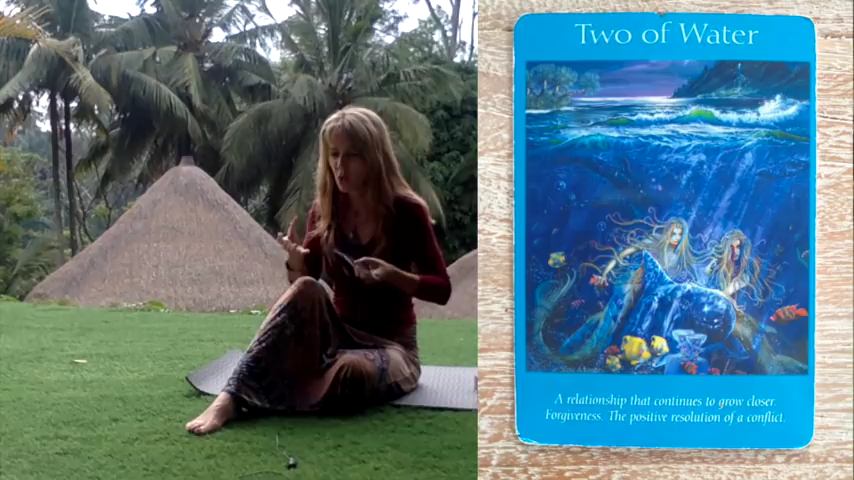 Two of Water
A relationship that continues to grow closer.
Forgiveness. The positive resolution of a conflict.